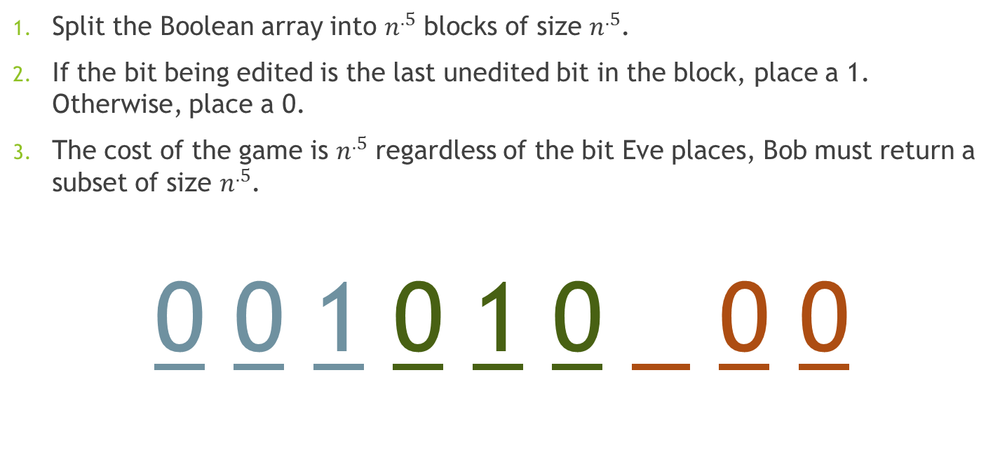 1. Split the Boolean array into n^.5 blocks of size n^.5.
2. If the bit being edited is the last unedited bit in the block, place a 1.
Otherwise, place a 0.
3. The cost of the game is n^.5 regardless of the bit Eve places, Bob must return a
subset of size n^.5.
0 0 1 0 1 0 _ 0 0